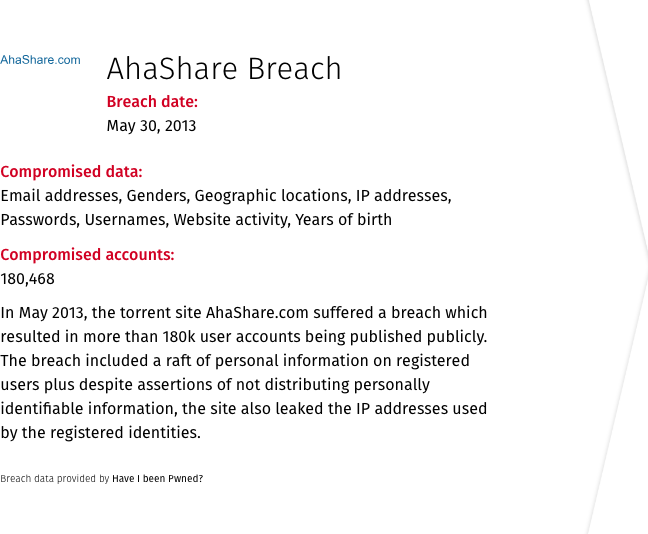 AhaShare.com
AhaShare Breach
Breach date:
May 30, 2013
Compromised data:
Email addresses, Genders, Geographic locations, IP addresses,
Passwords, Usernames, Website activity, Years of birth
Compromised accounts:
180,468
In May 2013, the torrent site AhaShare.com suffered a breach which
resulted in more than 180k user accounts being published publicly.
The breach included a raft of personal information on registered
users plus despite assertions of not distributing personally
identifiable information, the site also leaked the IP addresses used
by the registered identities.
Breach data provided by Have I been Pwned?